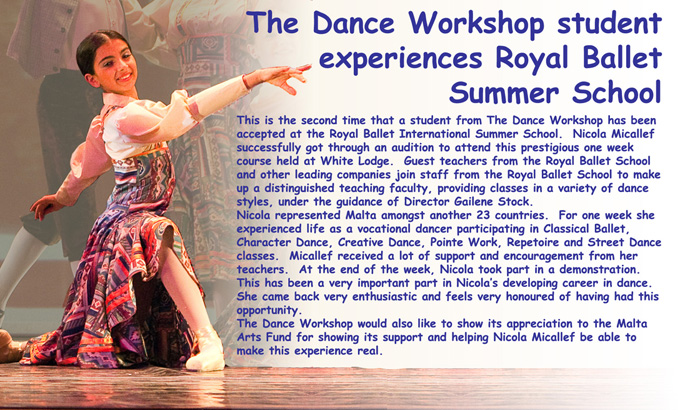 The Dance Workshop student
experiences Royal Ballet
Summer School
This is the second time that a student from The Dance Workshop has been
accepted at the Royal Ballet International Summer School.  Nicola Micallef
successfully got through an audition to attend this prestigious one week
course held at White Lodge.  Guest teachers from the Royal Ballet School
and other leading companies join staff from the Royal Ballet School to make
up a distinguished teaching faculty, providing classes in a variety of dance
styles, under the guidance of Director Gailene Stock.
Nicola represented Malta amongst another 23 countries.  For one week she
experienced life as a vocational dancer participating in Classical Ballet,
Character Dance, Creative Dance, Pointe Work, Repetoire and Street Dance
classes.  Micallef received a lot of support and encouragement from her
teachers.  At the end of the week, Nicola took part in a demonstration.
This has been a very important part in Nicola's developing career in dance.
She came back very enthusiastic and feels very honoured of having had this
opportunity.
The Dance Workshop would also like to show its appreciation to the Malta
Arts Fund for showing its support and helping Nicola Micallef be able to
make this experience real.